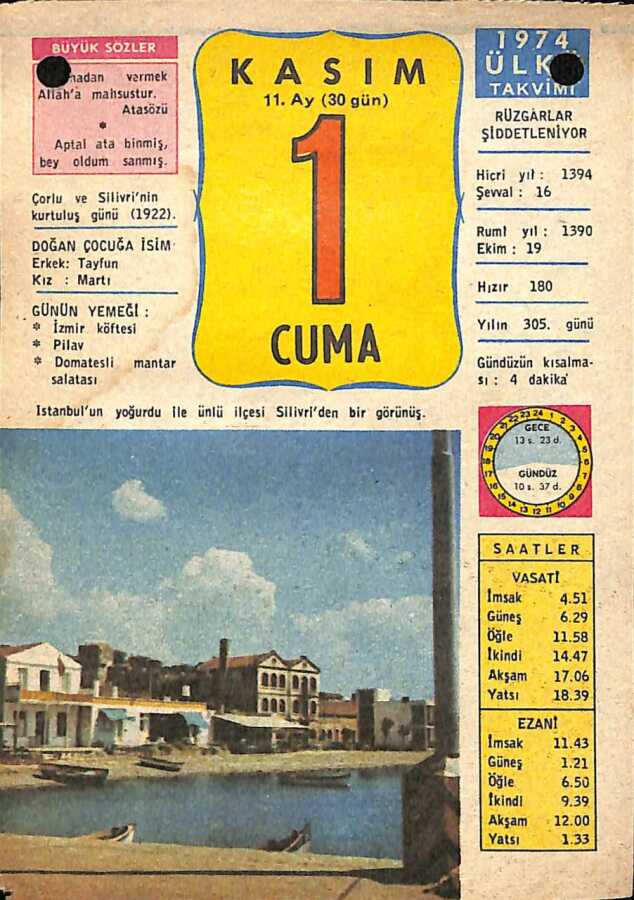 BÜYÜK SÖZLER
vermek
Allah'a mahsustur.
Atasözü
*
Aptal ata binmiş,
bey oldum sanmış.
Çorlu ve Silivri'nin
kurtuluş günü (1922).
DOĞAN ÇOCUĞA İSİM
Erkek: Tayfun
Kız : Martı
GÜNÜN YEMEĞİ :
* İzmir köftesi
* Pilav
* Domatesli mantar
salatası
KASIM
11. Ay (30 gün)
1
CUMA
1974
TAKVİMİ
RÜZGARLAR
ŞİDDETLENİYOR
Hicri yıl : 1394
Şevval : 16
Rumi yıl : 1390
Ekim : 19
Hızır 180
Yılın 305. günü
Gündüzün kısalma-
sı : 4 dakika
İstanbul'un yoğurdu ile ünlü ilçesi Silivri'den bir görünüş.
GECE
13 s. 23 d.
GÜNDÜZ
10 s. 37 d.
SAATLER
VASATİ
İmsak 4.51
Güneş 6.29
Öğle 11.58
İkindi 14.47
Akşam 17.06
Yatsı 18.39
EZANİ
İmsak 11.43
Güneş 1.21
Öğle 6.50
İkindi 9.39
Akşam 12.00
Yatsı 1.33